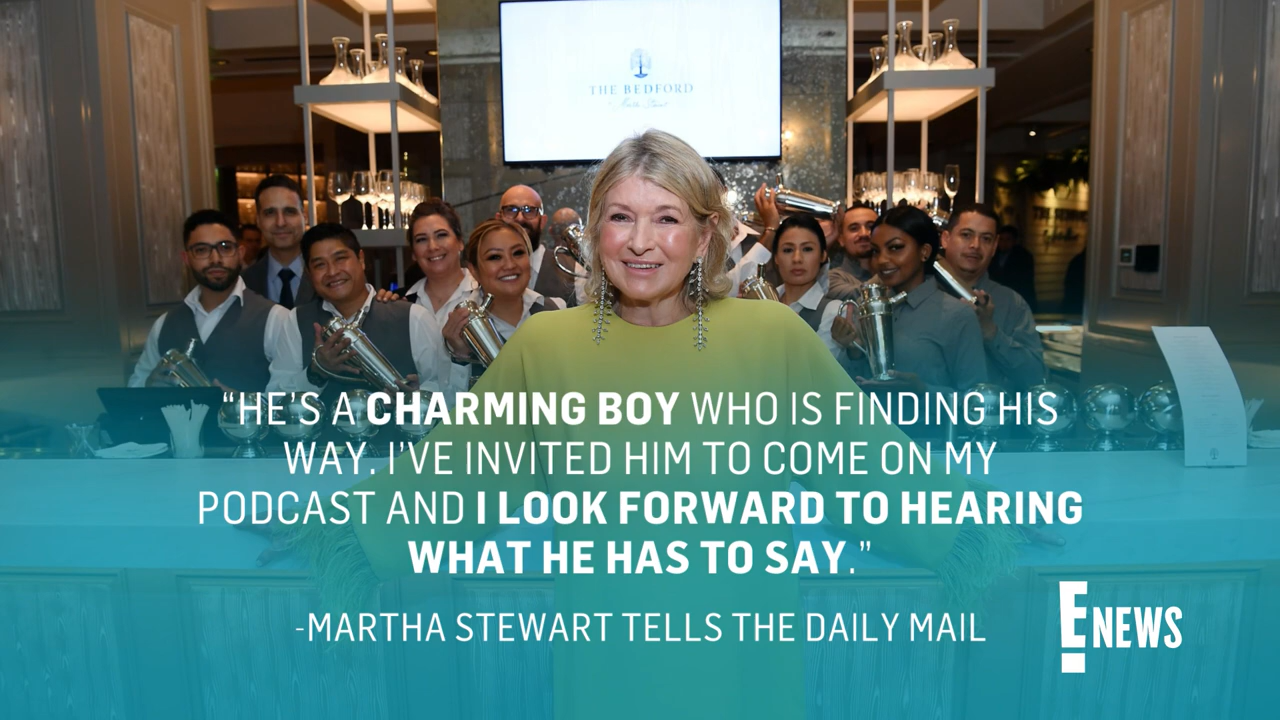 THE BEDFORD
“HE’S A CHARMING BOY WHO IS FINDING HIS
WAY. I’VE INVITED HIM TO COME ON MY
PODCAST AND I LOOK FORWARD TO HEARING
WHAT HE HAS TO SAY.”
-MARTHA STEWART TELLS THE DAILY MAIL
E NEWS